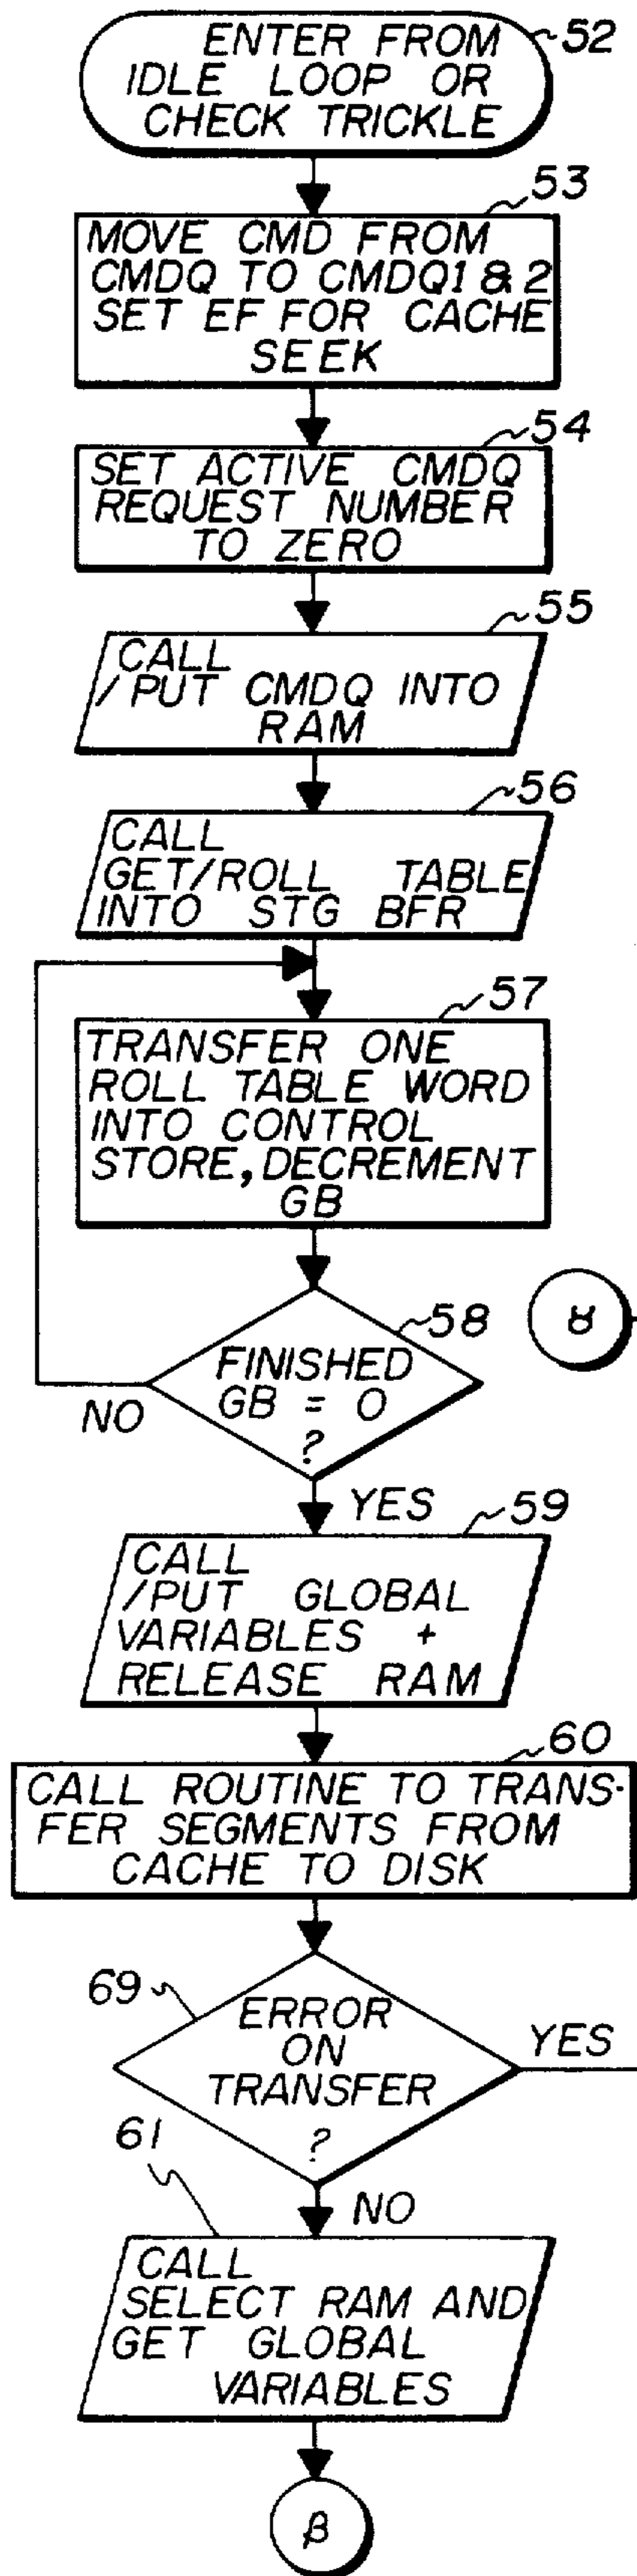 ENTER FROM
IDLE LOOP OR
CHECK TRICKLE
52
53
MOVE CMD FROM
CMDQ TO CMDQ1 & 2
SET EF FOR CACHE
SEEK
54
SET ACTIVE CMDQ
REQUEST NUMBER
TO ZERO
55
CALL
/PUT CMDQ INTO
RAM
56
CALL
GET/ROLL TABLE
INTO STG BFR
57
TRANSFER ONE
ROLL TABLE WORD
INTO CONTROL
STORE, DECREMENT
GB
58
FINISHED
GB = 0
?
NO
YES
59
CALL
/PUT GLOBAL
VARIABLES +
RELEASE RAM
60
CALL ROUTINE TO TRANS-
FER SEGMENTS FROM
CACHE TO DISK
69
ERROR
ON
TRANSFER
?
YES
NO
61
CALL
SELECT RAM AND
GET GLOBAL
VARIABLES
β